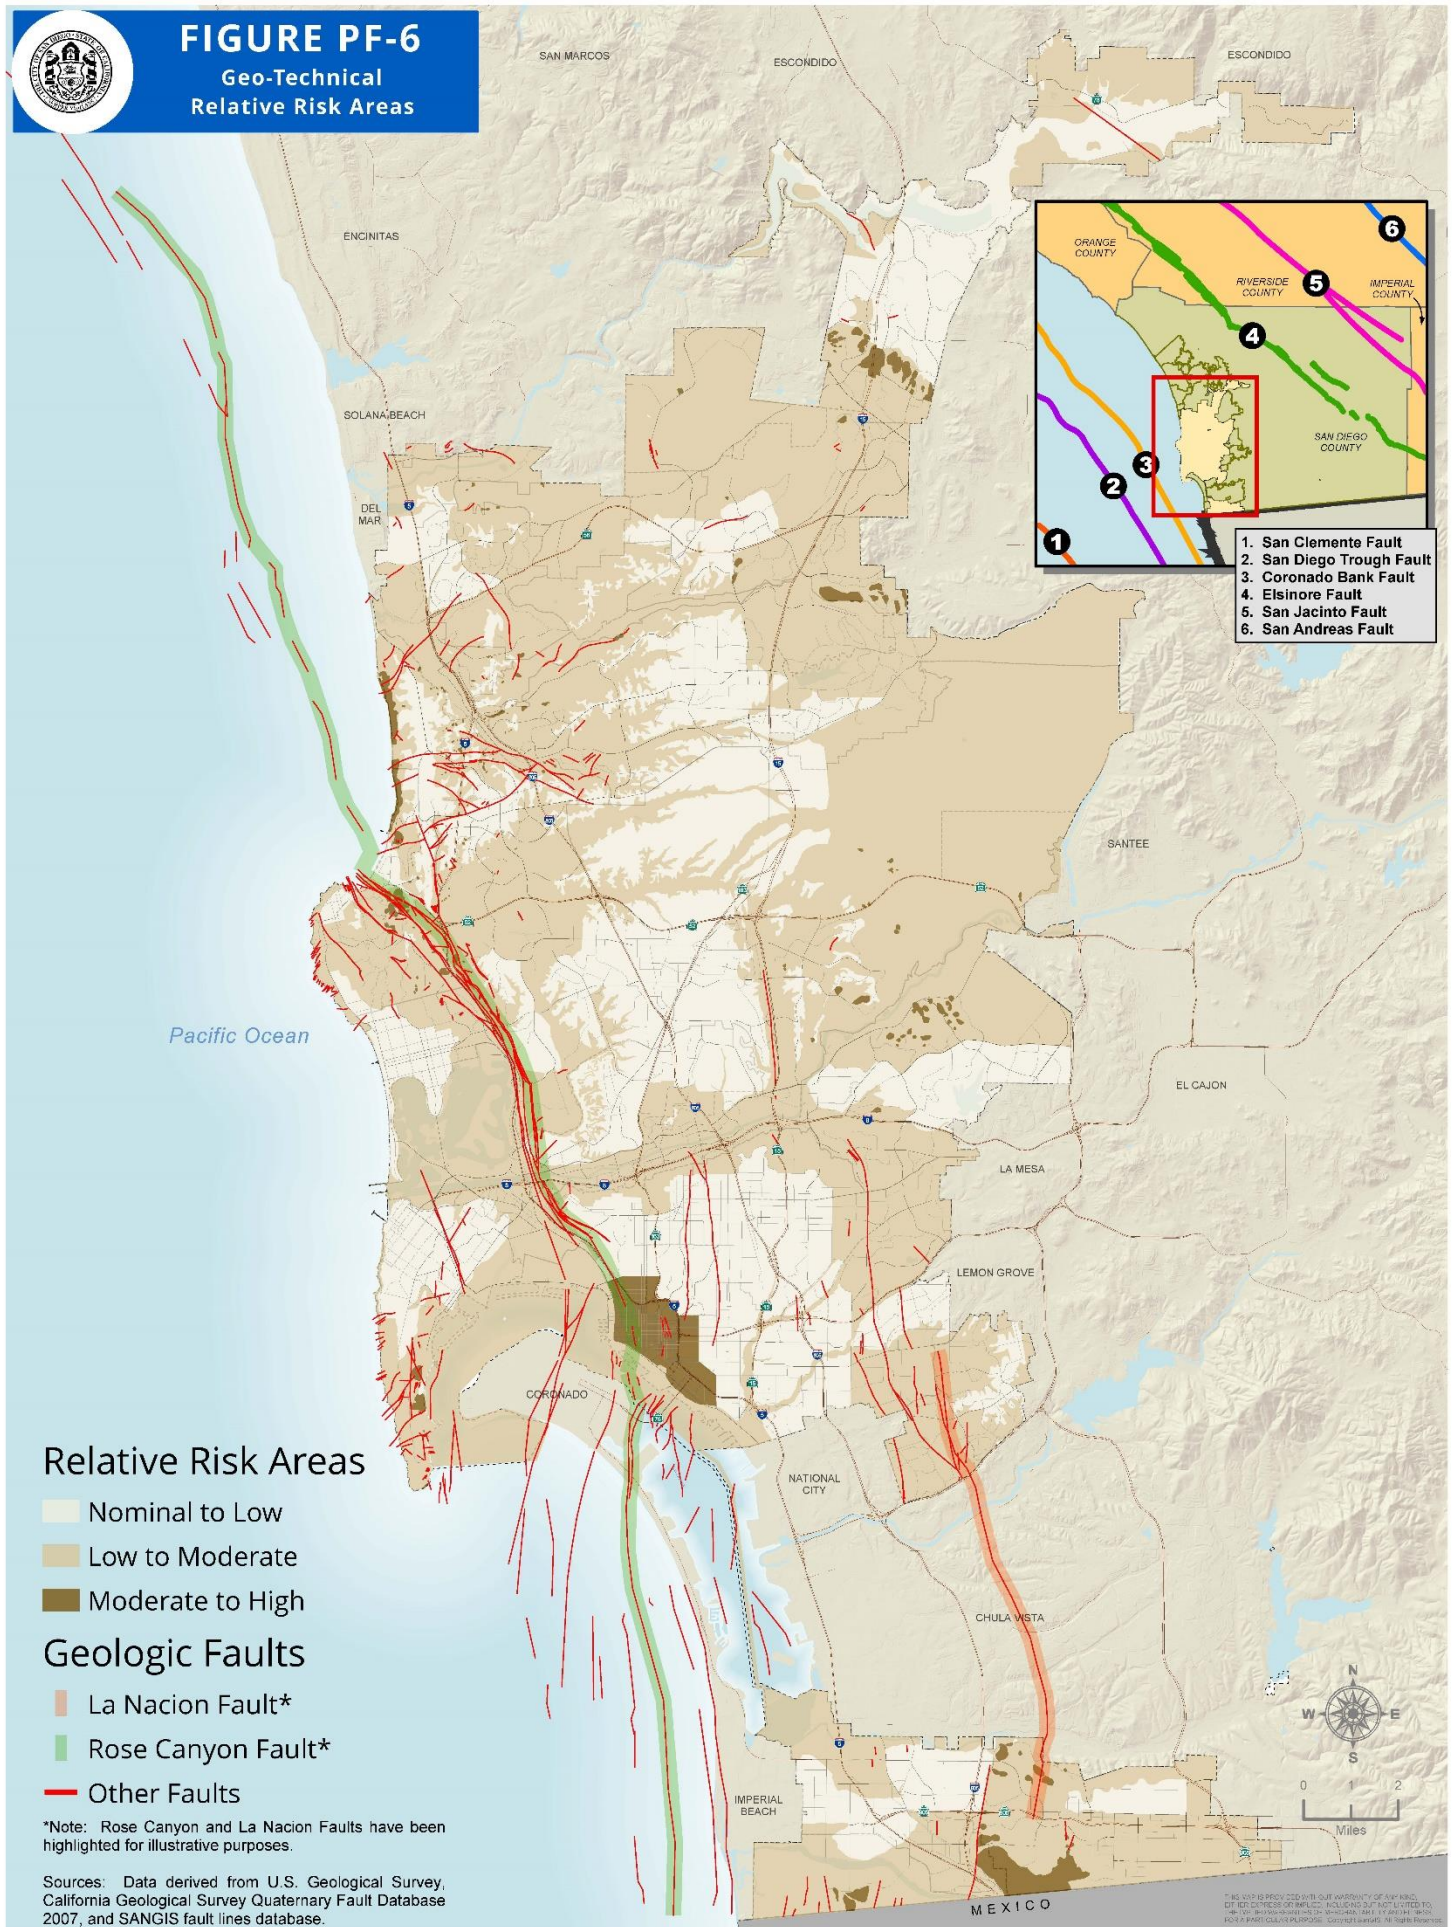 FIGURE PF-6
Geo-Technical
Relative Risk Areas
SAN MARCOS
ESCONDIDO
ESCONDIDO
ENCINITAS
SOLANA BEACH
DEL
MAR
ORANGE
COUNTY
RIVERSIDE
COUNTY
IMPERIAL
COUNTY
SAN DIEGO
COUNTY
1
2
3
4
5
6
1. San Clemente Fault
2. San Diego Trough Fault
3. Coronado Bank Fault
4. Elsinore Fault
5. San Jacinto Fault
6. San Andreas Fault
SANTEE
Pacific Ocean
EL CAJON
LA MESA
LEMON GROVE
CORONADO
NATIONAL
CITY
CHULA VISTA
IMPERIAL
BEACH
MEXICO
Relative Risk Areas
Nominal to Low
Low to Moderate
Moderate to High
Geologic Faults
La Nacion Fault*
Rose Canyon Fault*
Other Faults
*Note: Rose Canyon and La Nacion Faults have been
highlighted for illustrative purposes.
Sources: Data derived from U.S. Geological Survey,
California Geological Survey Quaternary Fault Database
2007, and SANGIS fault lines database.
N
W E
S
0 1 2
Miles